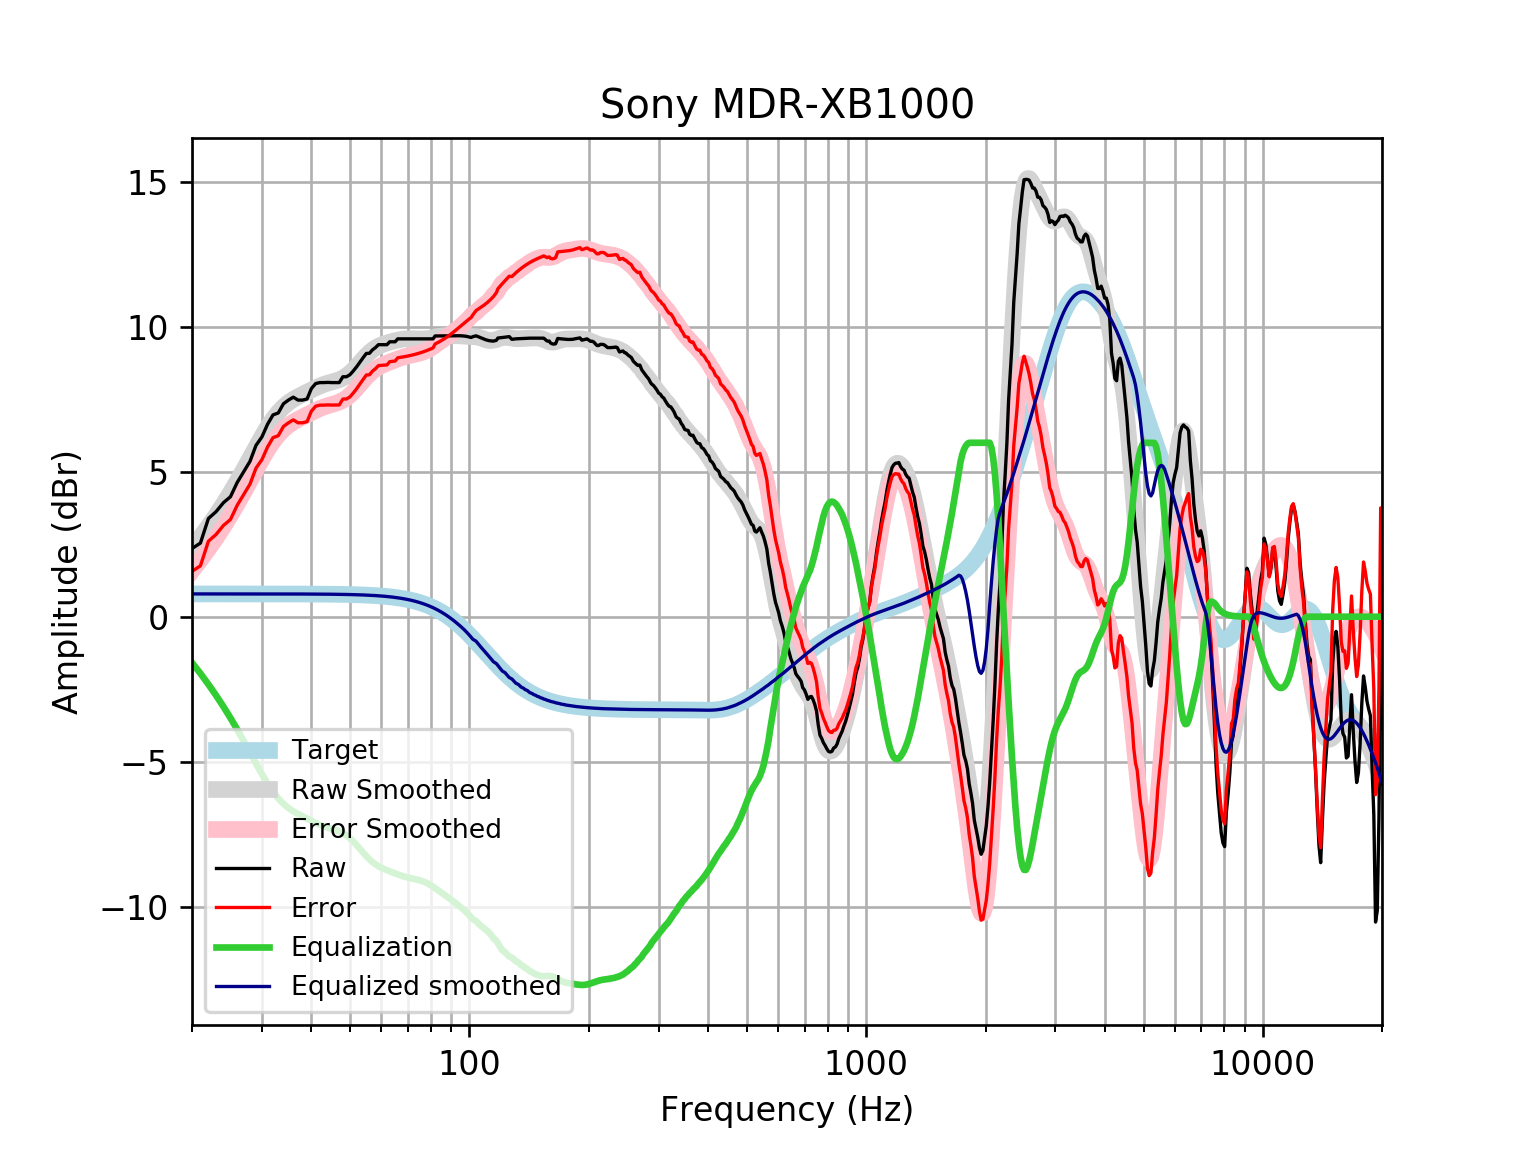 Sony MDR-XB1000
Amplitude (dBr)
15
10
5
0
−5
−10
Target
Raw Smoothed
Error Smoothed
Raw
Error
Equalization
Equalized smoothed
100
1000
10000
Frequency (Hz)